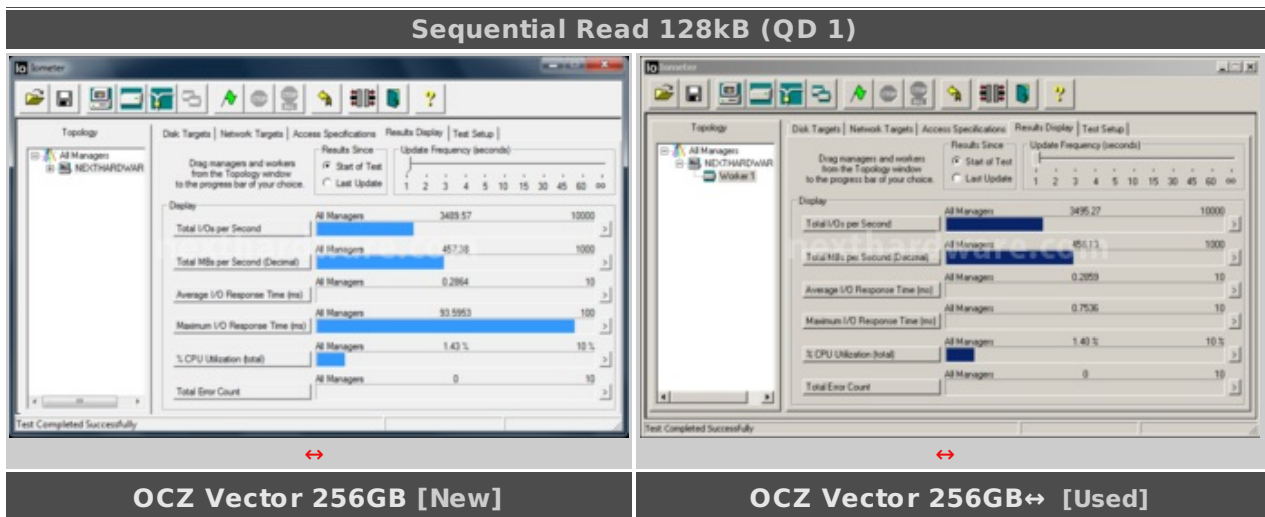 Sequential Read 128kB (QD 1)
Iometer
Topology
All Managers
NEXTHARDWAR
Disk Targets
Network Targets
Access Specifications
Results Display
Test Setup
Drag managers and workers
from the Topology window
to the progress bar of your choice.
Results Since
Start of Test
Last Update
Update Frequency (seconds)
1 2 3 4 5 10 15 30 45 60 ∞
Display
All Managers 3489.57 10000
Total I/Os per Second
All Managers 457.38 1000
Total MBs per Second (Decimal)
All Managers 0.2864 10
Average I/O Response Time (ms)
All Managers 93.5953 100
Maximum I/O Response Time (ms)
All Managers 1.43 % 10 %
% CPU Utilization (total)
All Managers 0 10
Total Error Count
Test Completed Successfully
nexthardware.com
↔
OCZ Vector 256GB [New]
Iometer
Topology
All Managers
NEXTHARDWAR
Worker 1
Disk Targets
Network Targets
Access Specifications
Results Display
Test Setup
Drag managers and workers
from the Topology window
to the progress bar of your choice.
Results Since
Start of Test
Last Update
Update Frequency (seconds)
1 2 3 4 5 10 15 30 45 60 ∞
Display
All Managers 3495.27 10000
Total I/Os per Second
All Managers 1000
Total MBs per Second (Decimal)
All Managers 0.2859 10
Average I/O Response Time (ms)
All Managers 0.7536 10
Maximum I/O Response Time (ms)
All Managers 1.40 % 10 %
% CPU Utilization (total)
All Managers 0 10
Total Error Count
Test Completed Successfully
nexthardware.com
↔
OCZ Vector 256GB↔ [Used]